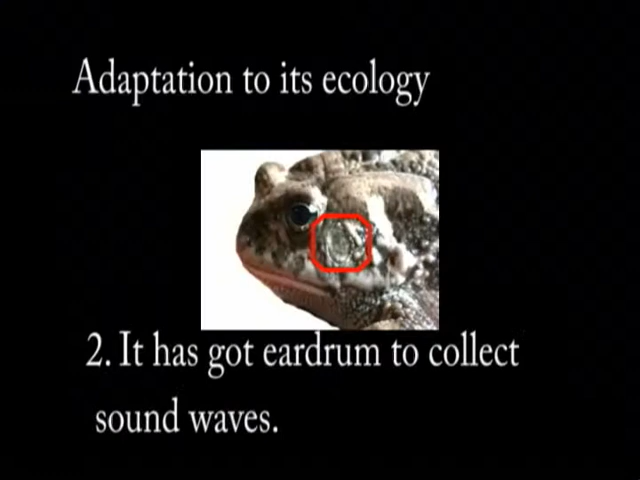 Adaptation to its ecology
2. It has got eardrum to collect
sound waves.